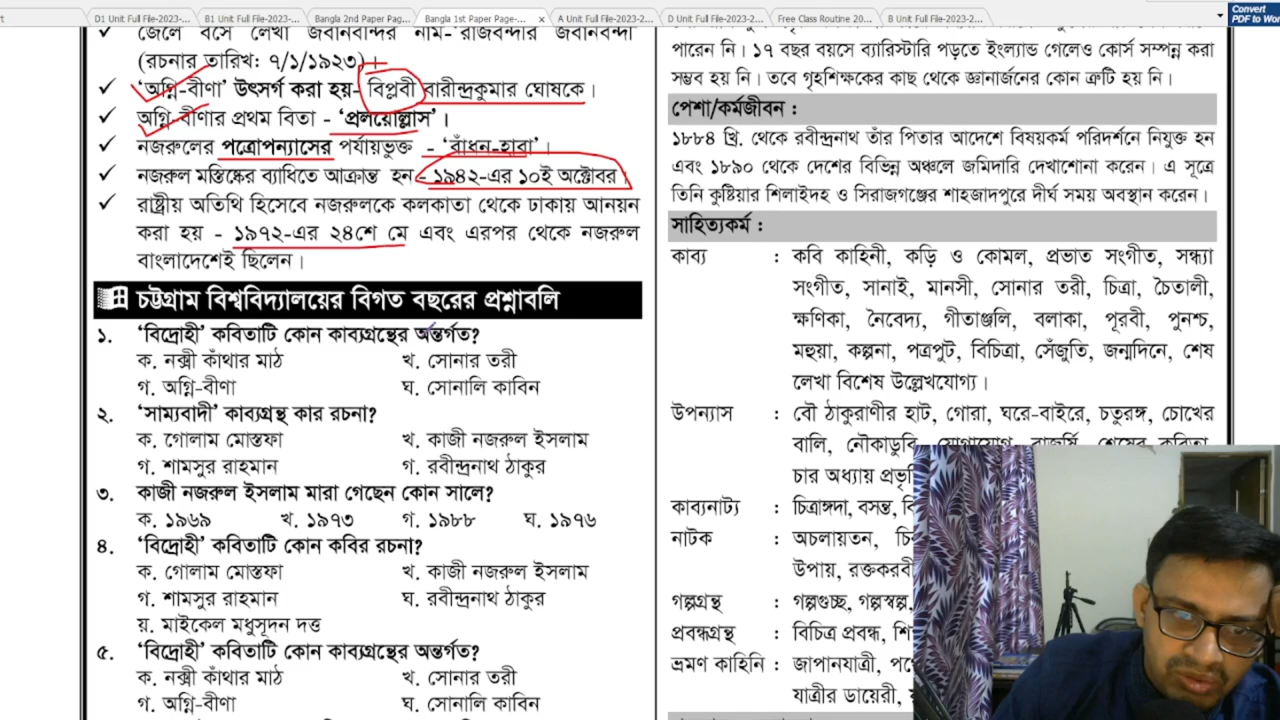 D1 Unit Full File-2023-...
B1 Unit Full File-2023-...
Bangla 2nd Paper Pag...
Bangla 1st Paper Page-...
A Unit Full File-2023-2...
D Unit Full File-2023-2...
Free Class Routine 20...
B Unit Full File-2023-2...
Convert
PDF to Wo
জেলে বসে লেখা জবানবন্দির নাম-'রাজবন্দীর জবানবন্দী'
(রচনার তারিখ: ৭/১/১৯২৩)।
'অগ্নি-বীণা' উৎসর্গ করা হয়- বিপ্লবী বারীন্দ্রকুমার ঘোষকে।
অগ্নি-বীণার প্রথম বিতা - 'প্রলয়োল্লাস'।
নজরুলের পত্রোপন্যাসের পর্যায়ভুক্ত - 'বাঁধন-হারা'।
নজরুল মস্তিষ্কের ব্যাধিতে আক্রান্ত হন - ১৯৪২-এর ১০ই অক্টোবর।
রাষ্ট্রীয় অতিথি হিসেবে নজরুলকে কলকাতা থেকে ঢাকায় আনয়ন
করা হয় - ১৯৭২-এর ২৪শে মে এবং এরপর থেকে নজরুল
বাংলাদেশেই ছিলেন।
চট্টগ্রাম বিশ্ববিদ্যালয়ের বিগত বছরের প্রশ্নাবলি
১. 'বিদ্রোহী' কবিতাটি কোন কাব্যগ্রন্থের অন্তর্গত?
ক. নক্সী কাঁথার মাঠ খ. সোনার তরী
গ. অগ্নি-বীণা ঘ. সোনালি কাবিন
২. 'সাম্যবাদী' কাব্যগ্রন্থ কার রচনা?
ক. গোলাম মোস্তফা খ. কাজী নজরুল ইসলাম
গ. শামসুর রাহমান গ. রবীন্দ্রনাথ ঠাকুর
৩. কাজী নজরুল ইসলাম মারা গেছেন কোন সালে?
ক. ১৯৬৯ খ. ১৯৭৩ গ. ১৯৮৮ ঘ. ১৯৭৬
৪. 'বিদ্রোহী' কবিতাটি কোন কবির রচনা?
ক. গোলাম মোস্তফা খ. কাজী নজরুল ইসলাম
গ. শামসুর রাহমান ঘ. রবীন্দ্রনাথ ঠাকুর
য. মাইকেল মধুসূদন দত্ত
৫. 'বিদ্রোহী' কবিতাটি কোন কাব্যগ্রন্থের অন্তর্গত?
ক. নক্সী কাঁথার মাঠ খ. সোনার তরী
গ. অগ্নি-বীণা ঘ. সোনালি কাবিন
পারেন নি। ১৭ বছর বয়সে ব্যারিস্টারি পড়তে ইংল্যান্ড গেলেও কোর্স সম্পন্ন করা
সম্ভব হয় নি। তবে গৃহশিক্ষকের কাছ থেকে জ্ঞানার্জনের কোন ত্রুটি হয় নি।
পেশা/কর্মজীবন :
১৮৮৪ খ্রি. থেকে রবীন্দ্রনাথ তাঁর পিতার আদেশে বিষয়কর্ম পরিদর্শনে নিযুক্ত হন
এবং ১৮৯০ থেকে দেশের বিভিন্ন অঞ্চলে জমিদারি দেখাশোনা করেন। এ সূত্রে
তিনি কুষ্টিয়ার শিলাইদহ ও সিরাজগঞ্জের শাহজাদপুরে দীর্ঘ সময় অবস্থান করেন।
সাহিত্যকর্ম :
কাব্য : কবি কাহিনী, কড়ি ও কোমল, প্রভাত সংগীত, সন্ধ্যা
সংগীত, সানাই, মানসী, সোনার তরী, চিত্রা, চৈতালী,
ক্ষণিকা, নৈবেদ্য, গীতাঞ্জলি, বলাকা, পূরবী, পুনশ্চ,
মহুয়া, কল্পনা, পত্রপুট, বিচিত্রা, সেঁজুতি, জন্মদিনে, শেষ
লেখা বিশেষ উল্লেখযোগ্য।
উপন্যাস : বৌ ঠাকুরাণীর হাট, গোরা, ঘরে-বাইরে, চতুরঙ্গ, চোখের
বালি, নৌকাডুবি, যোগাযোগ, রাজর্ষি, শেষের কবিতা,
চার অধ্যায় প্রভৃ
কাব্যনাট্য : চিত্রাঙ্গদা, বসন্ত,
নাটক : অচলায়তন,
উপায়, রক্তকরবী
গল্পগ্রন্থ : গল্পগুচ্ছ, গল্পস্বল্প,
প্রবন্ধগ্রন্থ : বিচিত্র প্রবন্ধ,
ভ্রমণ কাহিনি : জাপানযাত্রী,
যাত্রীর ডায়েরী,